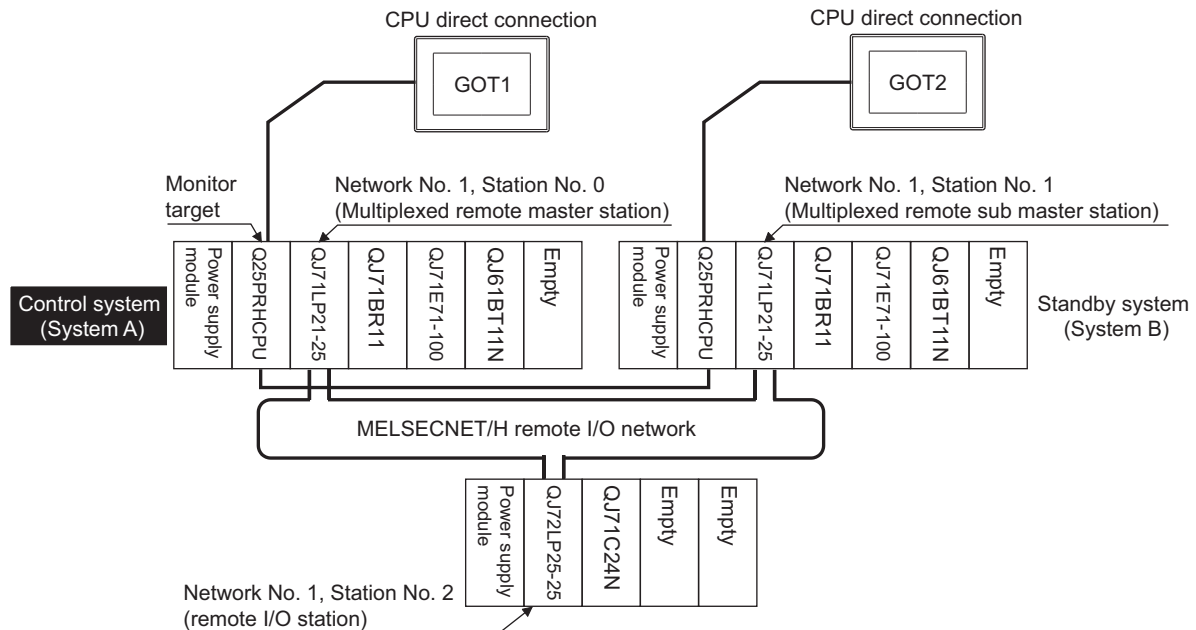 CPU direct connection
CPU direct connection
GOT1
GOT2
Monitor
target
Network No. 1, Station No. 0
(Multiplexed remote master station)
Network No. 1, Station No. 1
(Multiplexed remote sub master station)
Control system
(System A)
Power supply
module
Q25PRHCPU
QJ71LP21-25
QJ71BR11
QJ71E71-100
QJ61BT11N
Empty
Power supply
module
Q25PRHCPU
QJ71LP21-25
QJ71BR11
QJ71E71-100
QJ61BT11N
Empty
Standby system
(System B)
MELSECNET/H remote I/O network
Power supply
module
QJ72LP25-25
QJ71C24N
Empty
Empty
Network No. 1, Station No. 2
(remote I/O station)